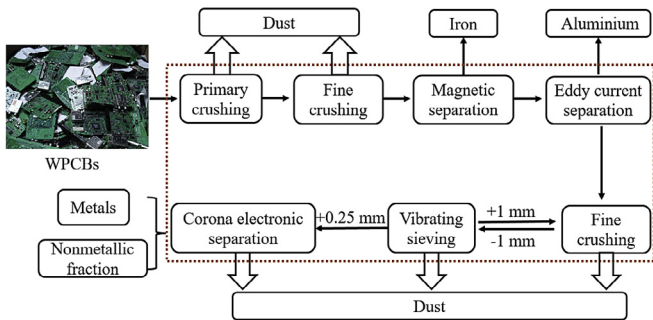 Dust
Iron
Aluminium
Primary
crushing
Fine
crushing
Magnetic
separation
Eddy current
separation
WPCBs
Metals
Nonmetallic
fraction
Corona electronic
separation
+0.25 mm
Vibrating
sieving
+1 mm
-1 mm
Fine
crushing
Dust